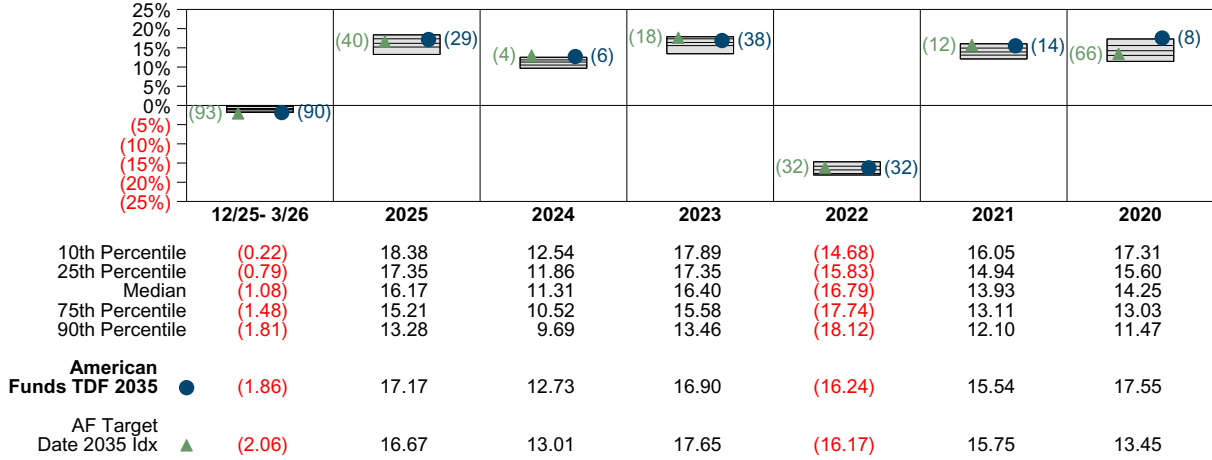 25%
20%
15%
10%
5%
0%
(5%)
(10%)
(15%)
(20%)
(25%)
(93) (90)
(40) (29)
(4) (6)
(18) (38)
(32) (32)
(12) (14)
(66) (8)
12/25- 3/26 2025 2024 2023 2022 2021 2020
10th Percentile (0.22) 18.38 12.54 17.89 (14.68) 16.05 17.31
25th Percentile (0.79) 17.35 11.86 17.35 (15.83) 14.94 15.60
Median (1.08) 16.17 11.31 16.40 (16.79) 13.93 14.25
75th Percentile (1.48) 15.21 10.52 15.58 (17.74) 13.11 13.03
90th Percentile (1.81) 13.28 9.69 13.46 (18.12) 12.10 11.47
American
Funds TDF 2035 (1.86) 17.17 12.73 16.90 (16.24) 15.54 17.55
AF Target
Date 2035 Idx (2.06) 16.67 13.01 17.65 (16.17) 15.75 13.45